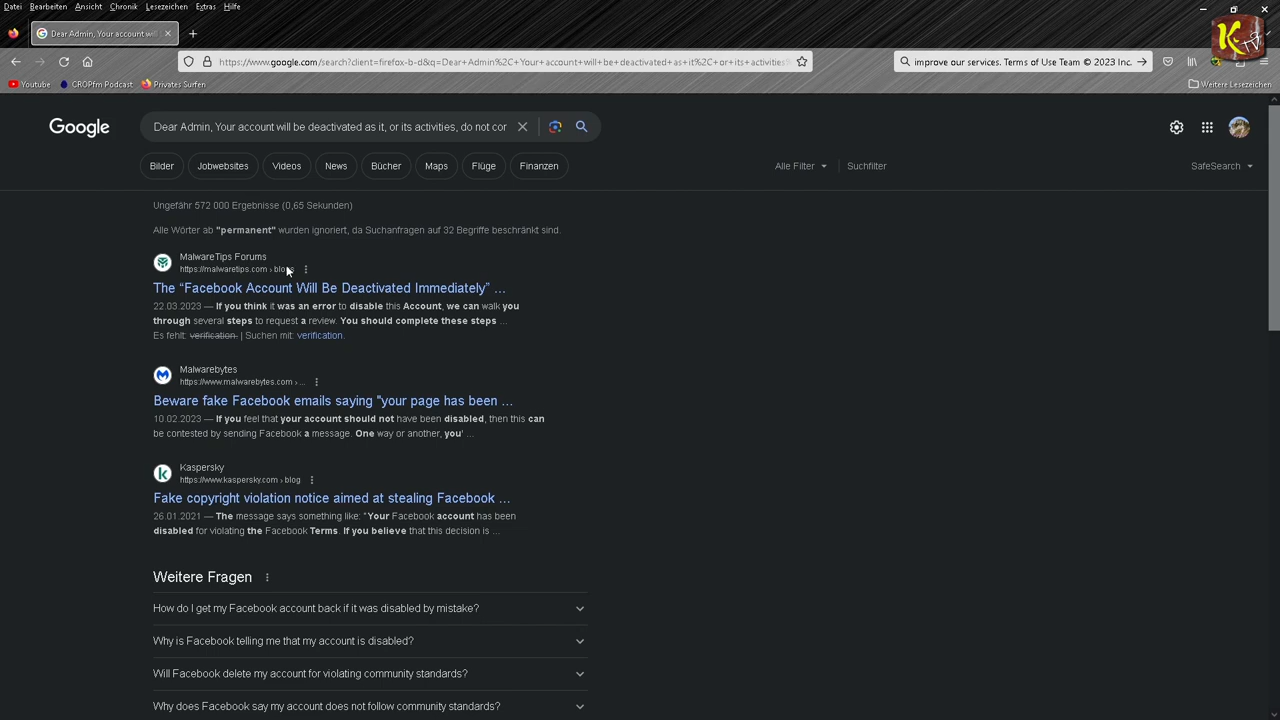 Datei Bearbeiten Ansicht Chronik Lesezeichen Extras Hilfe
Dear Admin, Your account wil
https://www.google.com/search?client=firefox-b-d&q=Dear+Admin%2C+Your+account+will+be+deactivated+as+it%2C+or+its+activities
improve our services. Terms of Use Team © 2023 Inc.
Youtube CROPfm Podcast Privates Surfen Weitere Lesezeichen
Google
Dear Admin, Your account will be deactivated as it, or its activities, do not cor
Bilder Jobwebsites Videos News Bücher Maps Flüge Finanzen Alle Filter Suchfilter SafeSearch
Ungefähr 572 000 Ergebnisse (0,65 Sekunden)
Alle Wörter ab "permanent" wurden ignoriert, da Suchanfragen auf 32 Begriffe beschränkt sind.
MalwareTips Forums
https://malwaretips.com › blogs
The “Facebook Account Will Be Deactivated Immediately” ...
22.03.2023 — If you think it was an error to disable this Account, we can walk you
through several steps to request a review. You should complete these steps ...
Es fehlt: verification. | Suchen mit: verification.
Malwarebytes
https://www.malwarebytes.com › ...
Beware fake Facebook emails saying "your page has been ...
10.02.2023 — If you feel that your account should not have been disabled, then this can
be contested by sending Facebook a message. One way or another, you' ...
Kaspersky
https://www.kaspersky.com › blog
Fake copyright violation notice aimed at stealing Facebook ...
26.01.2021 — The message says something like: “Your Facebook account has been
disabled for violating the Facebook Terms. If you believe that this decision is ...
Weitere Fragen
How do I get my Facebook account back if it was disabled by mistake?
Why is Facebook telling me that my account is disabled?
Will Facebook delete my account for violating community standards?
Why does Facebook say my account does not follow community standards?